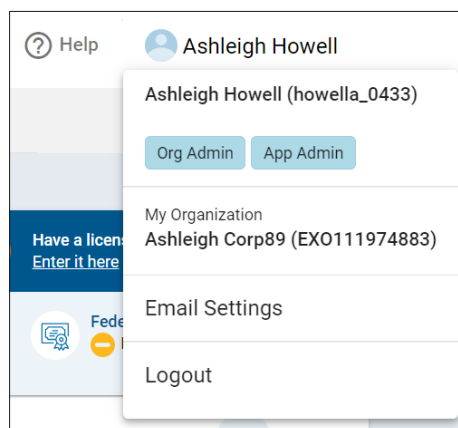 Help
Ashleigh Howell
Ashleigh Howell (howella_0433)
Org Admin App Admin
My Organization
Ashleigh Corp89 (EXO111974883)
Have a licens
Enter it here
Fede
Email Settings
Logout